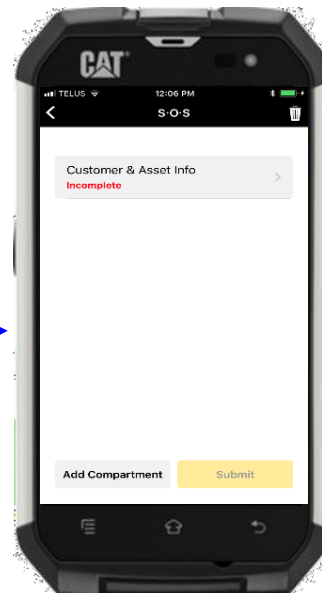 CAT
TELUS 12:06 PM
S·O·S
Customer & Asset Info
Incomplete
Add Compartment Submit